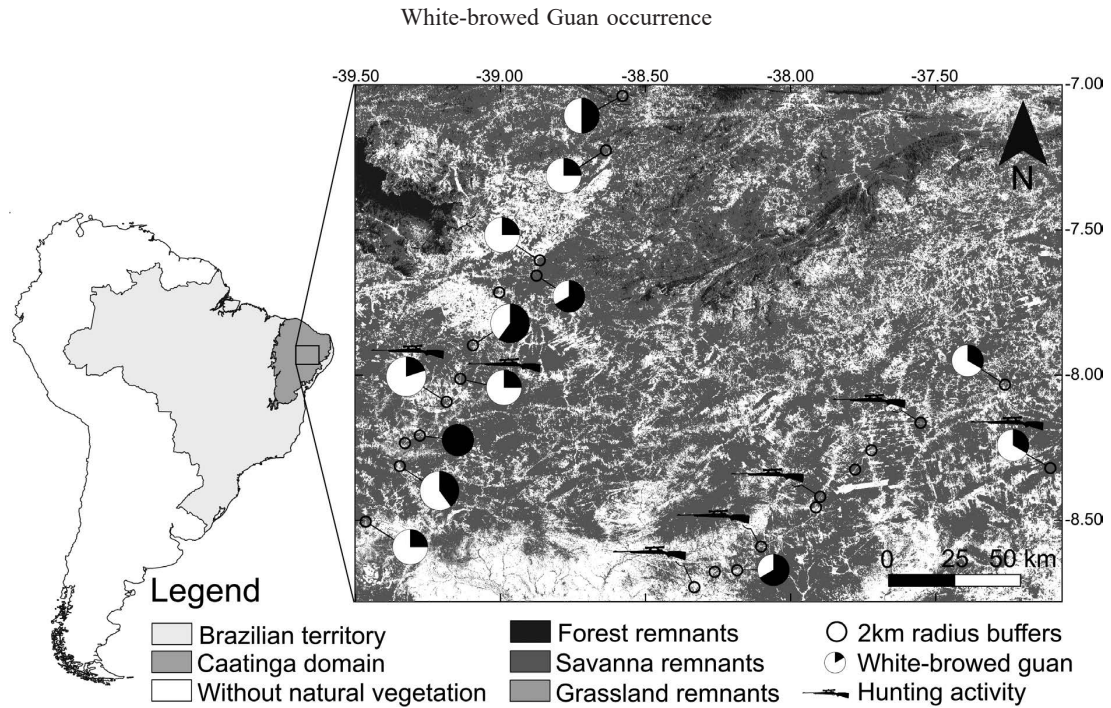 White-browed Guan occurrence
-39.50 -39.00 -38.50 -38.00 -37.50
-7.00
N
-7.50
-8.00
-8.50
0 25 50 km
Legend
Brazilian territory
Caatinga domain
Without natural vegetation
Forest remnants
Savanna remnants
Grassland remnants
2km radius buffers
White-browed guan
Hunting activity